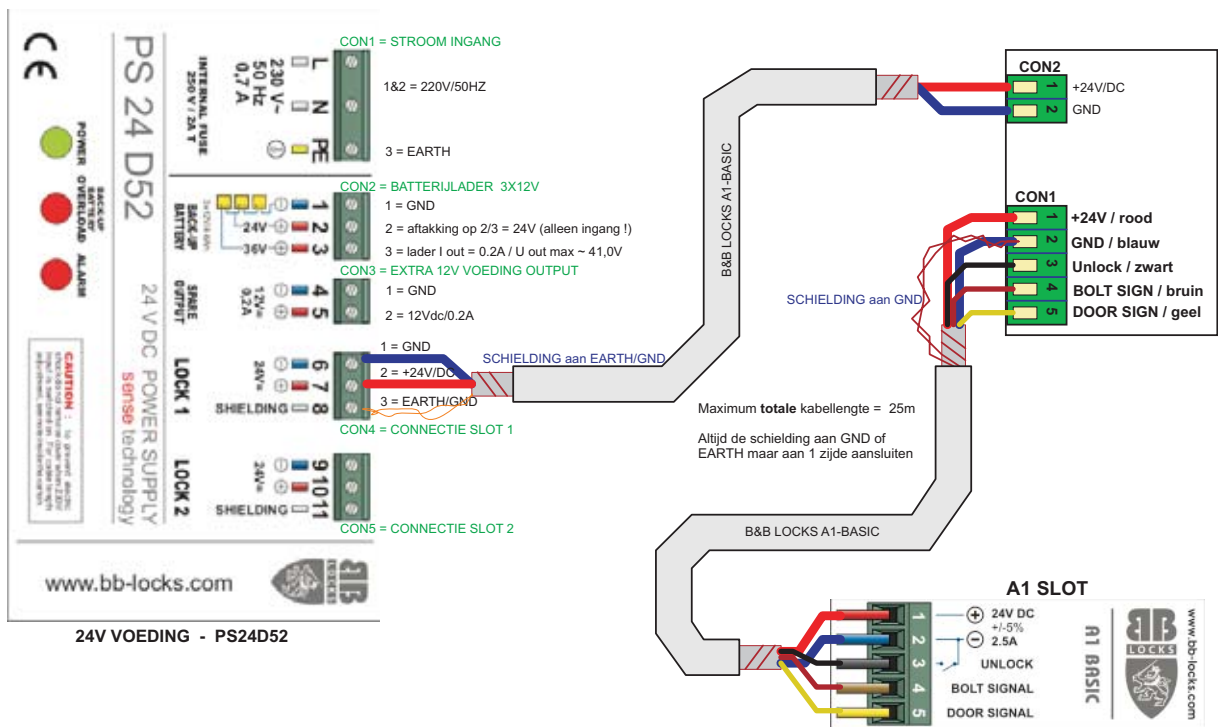 CE
PS 24 D52
24 V DC POWER SUPPLY
sense technology
POWER
OVERLOAD
BACK-UP
BATTERY
ALARM
INTERNAL FUSE
250 V / 2A T
230 V~
50 Hz
0,7 A
L
N
PE
BACK-UP
BATTERY
24V
36V
1
2
3
SPARE
OUTPUT
12V=
0,2A
4
5
LOCK 1
24V=
SHIELDING
6
7
8
LOCK 2
24V=
SHIELDING
9
10
11
CAUTION :
www.bb-locks.com
BB
LOCKS
24V VOEDING - PS24D52
CON1 = STROOM INGANG
1&2 = 220V/50HZ
3 = EARTH
CON2 = BATTERIJLADER 3X12V
1 = GND
2 = aftakking op 2/3 = 24V (alleen ingang !)
3 = lader I out = 0.2A / U out max ~ 41,0V
CON3 = EXTRA 12V VOEDING OUTPUT
1 = GND
2 = 12Vdc/0.2A
1 = GND
2 = +24V/DC
3 = EARTH/GND
CON4 = CONNECTIE SLOT 1
CON5 = CONNECTIE SLOT 2
SCHIELDING aan EARTH/GND
B&B LOCKS A1-BASIC
CON2
1
+24V/DC
2
GND
CON1
1
+24V / rood
2
GND / blauw
3
Unlock / zwart
4
BOLT SIGN / bruin
5
DOOR SIGN / geel
SCHIELDING aan GND
Maximum totale kabellengte = 25m
Altijd de schielding aan GND of
EARTH maar aan 1 zijde aansluiten
B&B LOCKS A1-BASIC
A1 SLOT
1
24V DC
+/-5%
2
2.5A
3
UNLOCK
4
BOLT SIGNAL
5
DOOR SIGNAL
A1 BASIC
BB
LOCKS
www.bb-locks.com